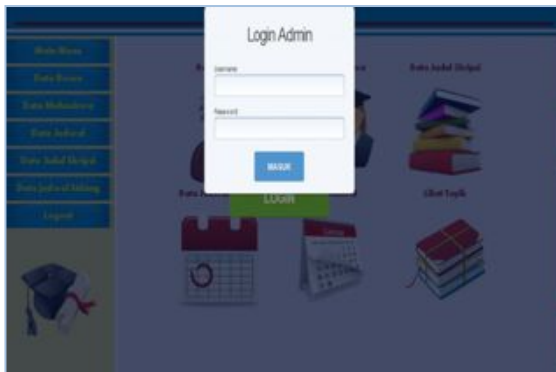 Login Admin
Username
Password
MASUK
LOGIN
Main Menu
Data Dosen
Data Mahasiswa
Data Jadwal
Data Judul Skripsi
Data Jadwal Sidang
Logout
Data Judul Skripsi
Lihat Topik